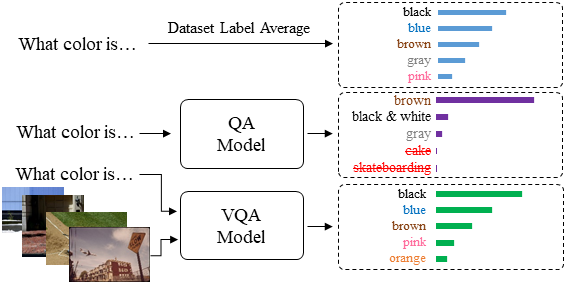 What color is…
Dataset Label Average
black
blue
brown
gray
pink
What color is…
QA
Model
brown
black & white
gray
cake
skateboarding
What color is…
VQA
Model
black
blue
brown
pink
orange